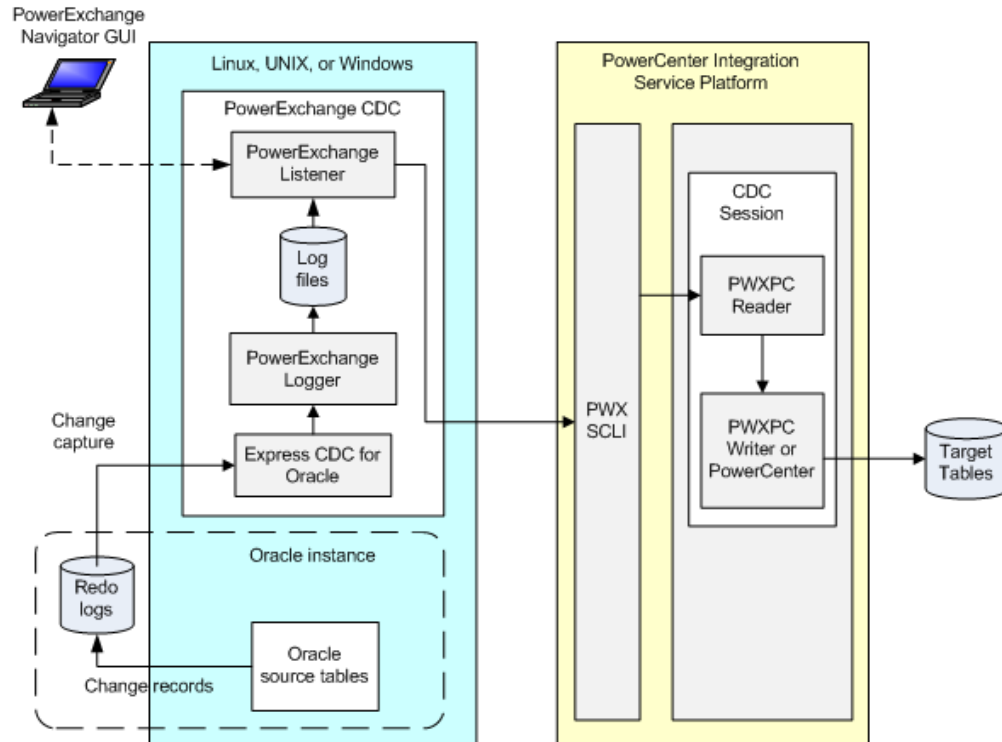 PowerExchange
Navigator GUI
Linux, UNIX, or Windows
PowerExchange CDC
PowerExchange
Listener
Log
files
PowerExchange
Logger
Change
capture
Express CDC for
Oracle
Oracle instance
Redo
logs
Oracle
source tables
Change records
PowerCenter Integration
Service Platform
PWX
SCLI
CDC
Session
PWXPC
Reader
PWXPC
Writer or
PowerCenter
Target
Tables